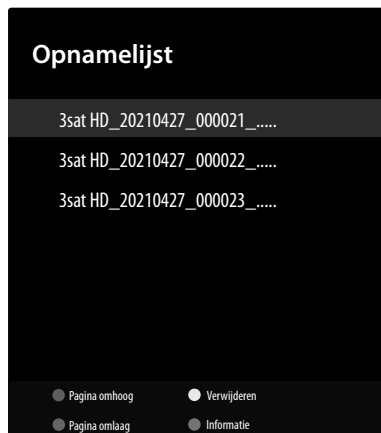 Opnamelijst
3sat HD_20210427_000021_.....
3sat HD_20210427_000022_.....
3sat HD_20210427_000023_.....
Pagina omhoog Verwijderen
Pagina omlaag Informatie